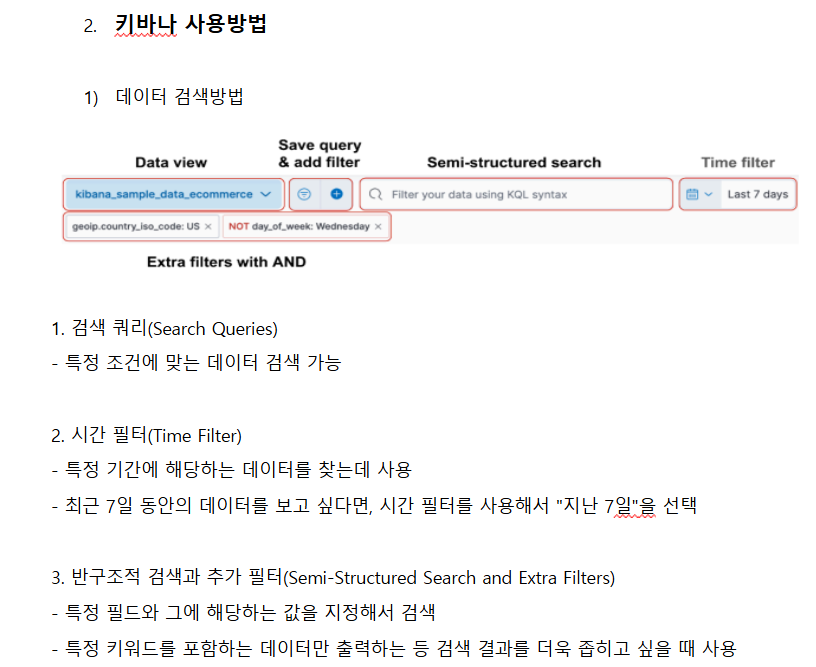 2. 키바나 사용방법
1) 데이터 검색방법
Data view
Save query
& add filter
Semi-structured search
Time filter
kibana_sample_data_ecommerce
Filter your data using KQL syntax
Last 7 days
geoip.country_iso_code: US ×
NOT day_of_week: Wednesday ×
Extra filters with AND
1. 검색 쿼리(Search Queries)
- 특정 조건에 맞는 데이터 검색 가능
2. 시간 필터(Time Filter)
- 특정 기간에 해당하는 데이터를 찾는데 사용
- 최근 7일 동안의 데이터를 보고 싶다면, 시간 필터를 사용해서 "지난 7일"을 선택
3. 반구조적 검색과 추가 필터(Semi-Structured Search and Extra Filters)
- 특정 필드와 그에 해당하는 값을 지정해서 검색
- 특정 키워드를 포함하는 데이터만 출력하는 등 검색 결과를 더욱 좁히고 싶을 때 사용